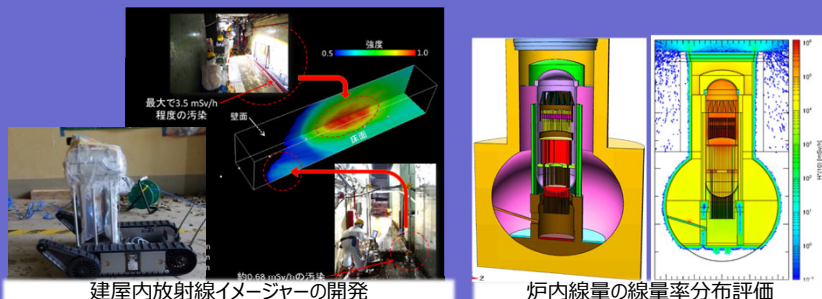 強度
0.5
1.0
最大で3.5 mSv/h
程度の汚染
壁面
床面
約0.68 mSv/hの汚染
建屋内放射線イメージャーの開発
炉内線量の線量率分布評価